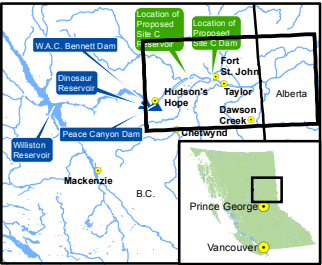 Location of
Proposed
Site C
Reservoir
Location of
Proposed
Site C Dam
W.A.C. Bennett Dam
Dinosaur
Reservoir
Fort
St. John
Hudson's
Hope
Taylor
Alberta
Dawson
Creek
Peace Canyon Dam
Chetwynd
Williston
Reservoir
Mackenzie
B.C.
Prince George
Vancouver